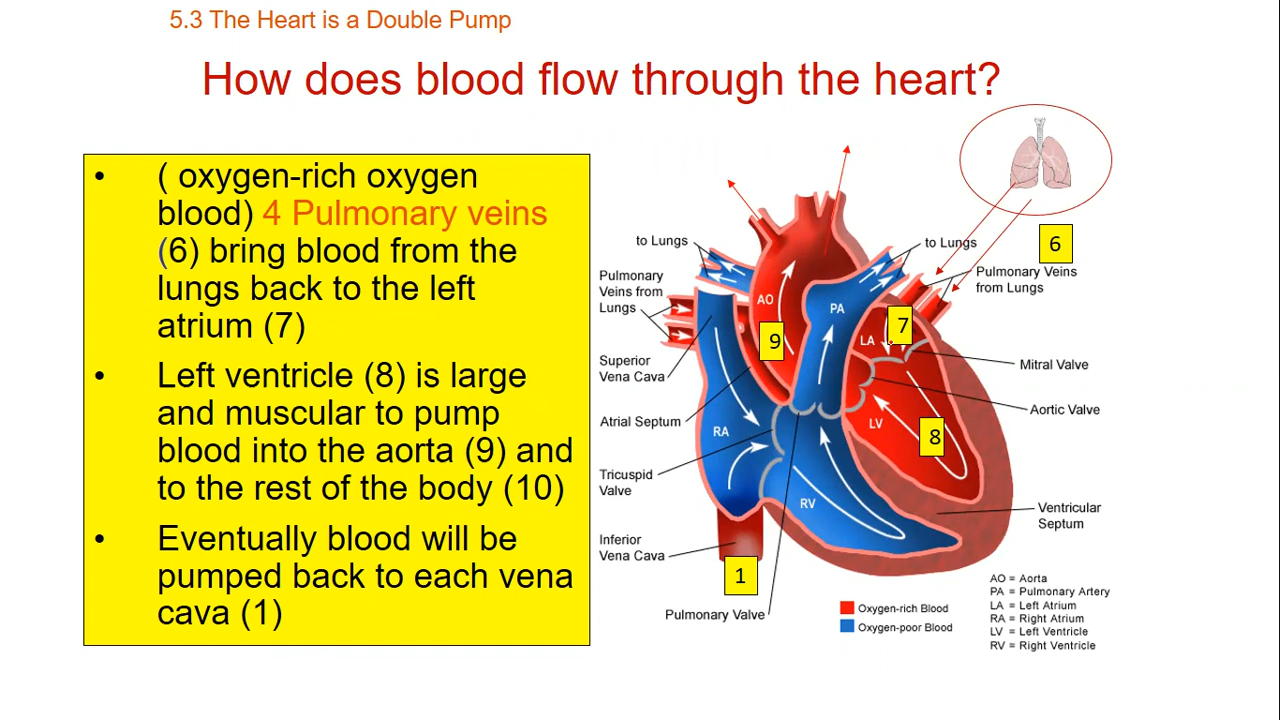 5.3 The Heart is a Double Pump
How does blood flow through the heart?
• ( oxygen-rich oxygen
blood) 4 Pulmonary veins
(6) bring blood from the
lungs back to the left
atrium (7)
• Left ventricle (8) is large
and muscular to pump
blood into the aorta (9) and
to the rest of the body (10)
• Eventually blood will be
pumped back to each vena
cava (1)
to Lungs
Pulmonary
Veins from
Lungs
Superior
Vena Cava
Atrial Septum
Tricuspid
Valve
Inferior
Vena Cava
Pulmonary Valve
AO
PA
LA
RA
LV
RV
9
7
8
1
6
to Lungs
Pulmonary Veins
from Lungs
Mitral Valve
Aortic Valve
Ventricular
Septum
Oxygen-rich Blood
Oxygen-poor Blood
AO = Aorta
PA = Pulmonary Artery
LA = Left Atrium
RA = Right Atrium
LV = Left Ventricle
RV = Right Ventricle